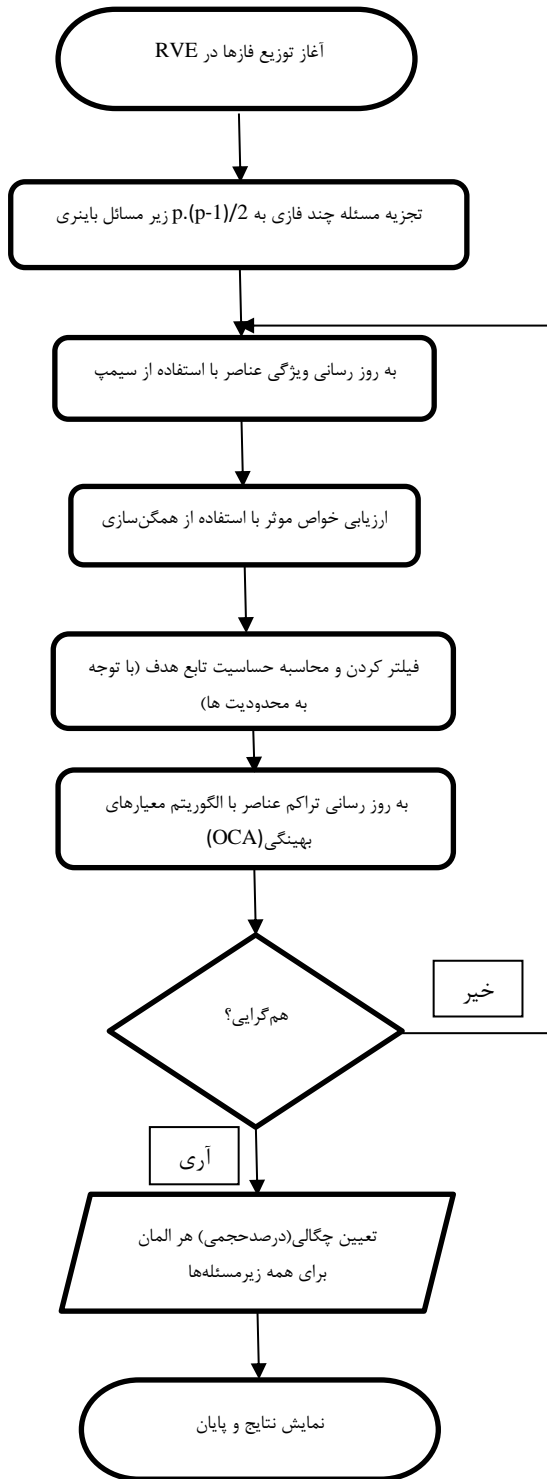 آغاز توزیع فازها در RVE
تجزیه مسئله چند فازی به p.(p-1)/2 زیر مسائل باینری
به روز رسانی ویژگی عناصر با استفاده از سیمپ
ارزیابی خواص موثر با استفاده از همگن‌سازی
فیلتر کردن و محاسبه حساسیت تابع هدف (با توجه
به محدودیت ها)
به روز رسانی تراکم عناصر با الگوریتم معیارهای
بهینگی(OCA)
هم‌گرایی؟
خیر
آری
تعیین چگالی(درصدحجمی) هر المان
برای همه زیرمسئله‌ها
نمایش نتایج و پایان